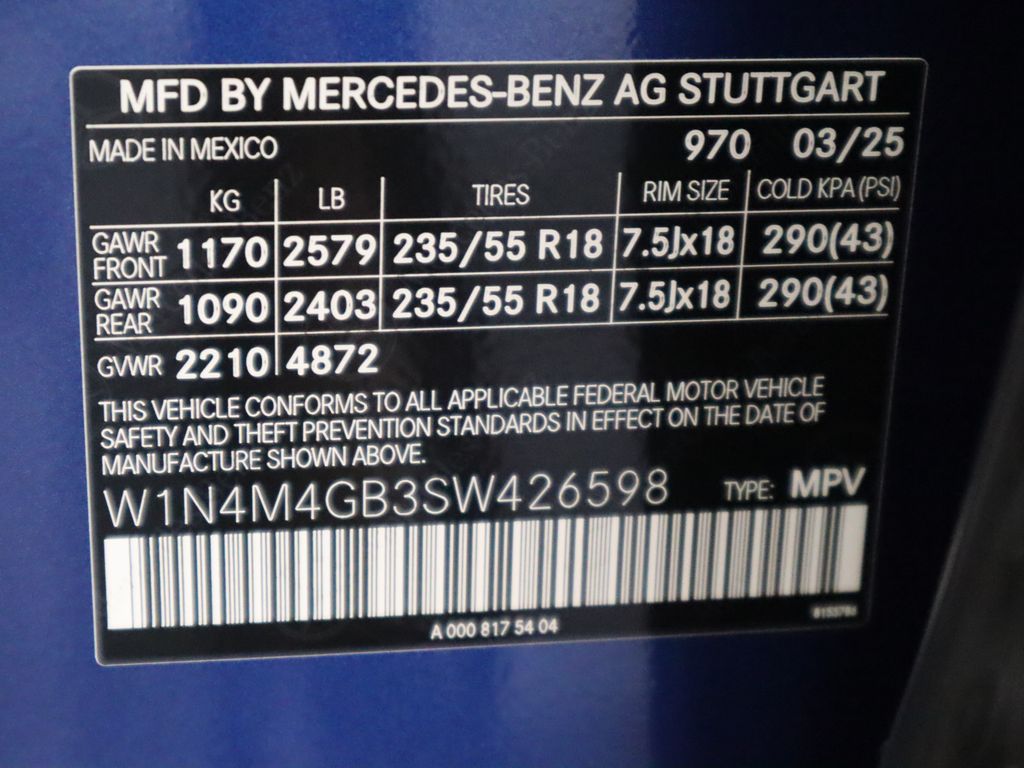 MFD BY MERCEDES-BENZ AG STUTTGART
MADE IN MEXICO 970 03/25
KG LB TIRES RIM SIZE COLD KPA (PSI)
GAWR FRONT 1170 2579 235/55 R18 7.5Jx18 290(43)
GAWR REAR 1090 2403 235/55 R18 7.5Jx18 290(43)
GVWR 2210 4872
THIS VEHICLE CONFORMS TO ALL APPLICABLE FEDERAL MOTOR VEHICLE
SAFETY AND THEFT PREVENTION STANDARDS IN EFFECT ON THE DATE OF
MANUFACTURE SHOWN ABOVE.
W1N4M4GB3SW426598 TYPE: MPV
A 000 817 54 04